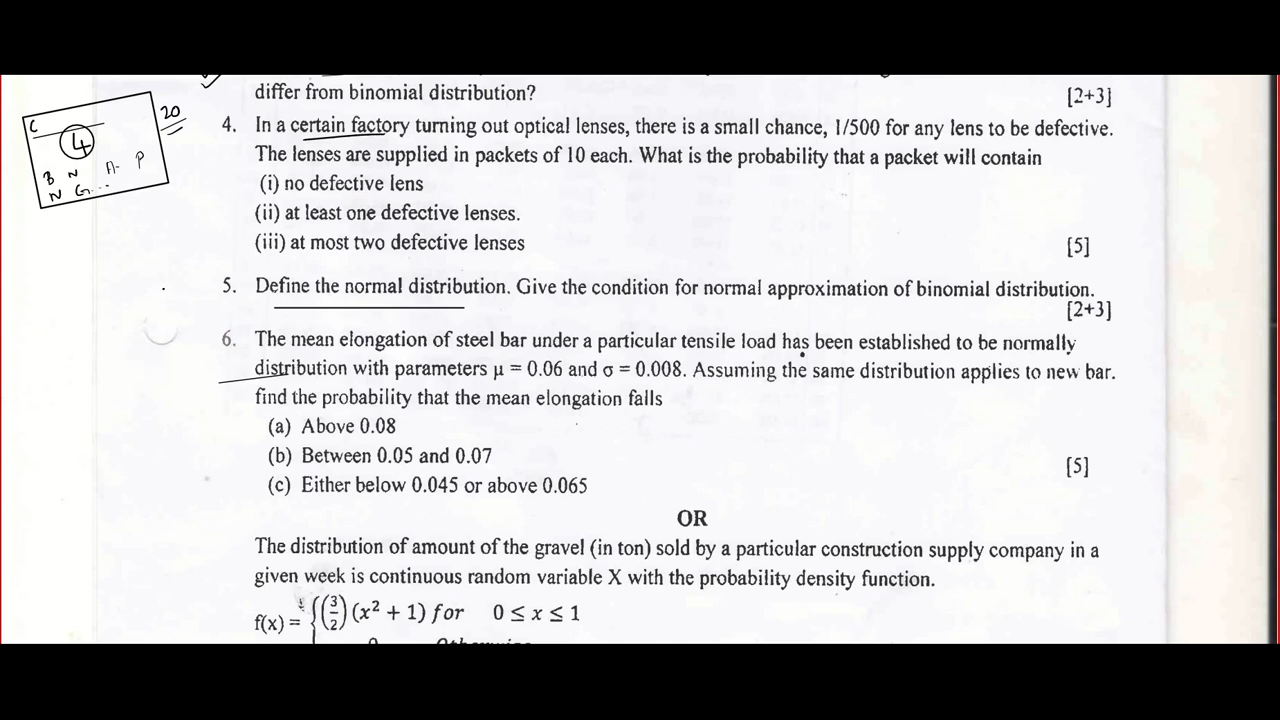 differ from binomial distribution? [2+3]
C
20
4
B N A- P
N G...
4. In a certain factory turning out optical lenses, there is a small chance, 1/500 for any lens to be defective.
The lenses are supplied in packets of 10 each. What is the probability that a packet will contain
(i) no defective lens
(ii) at least one defective lenses.
(iii) at most two defective lenses [5]
5. Define the normal distribution. Give the condition for normal approximation of binomial distribution.
[2+3]
6. The mean elongation of steel bar under a particular tensile load has been established to be normally
distribution with parameters μ = 0.06 and σ = 0.008. Assuming the same distribution applies to new bar.
find the probability that the mean elongation falls
(a) Above 0.08
(b) Between 0.05 and 0.07
[5]
(c) Either below 0.045 or above 0.065
OR
The distribution of amount of the gravel (in ton) sold by a particular construction supply company in a
given week is continuous random variable X with the probability density function.
f(x) = {(3/2) (x² + 1) for 0 ≤ x ≤ 1